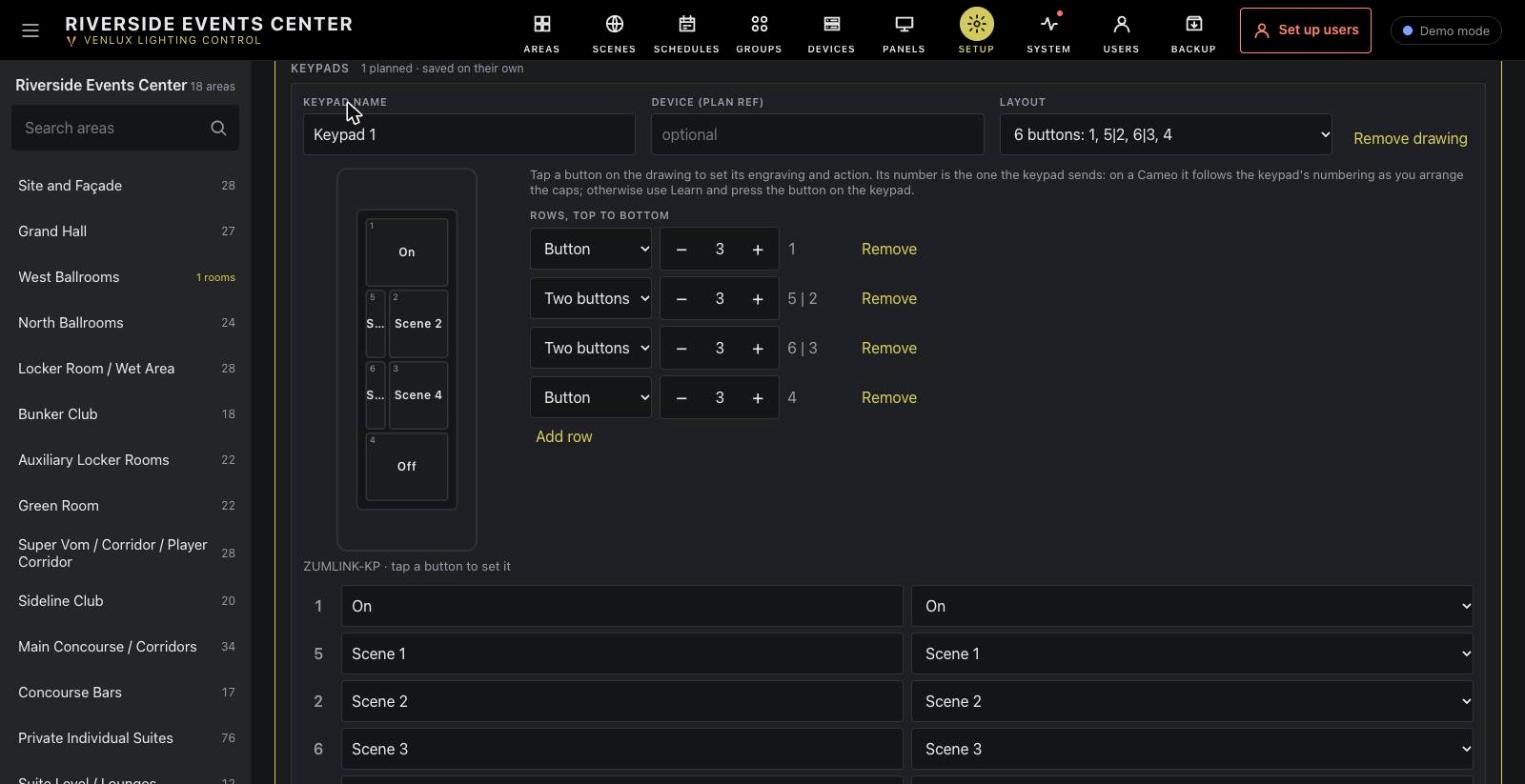 RIVERSIDE EVENTS CENTER
VENLUX LIGHTING CONTROL
AREAS
SCENES
SCHEDULES
GROUPS
DEVICES
PANELS
SETUP
SYSTEM
USERS
BACKUP
Set up users
Demo mode
Riverside Events Center 18 areas
Search areas
Site and Façade 28
Grand Hall 27
West Ballrooms 1 rooms
North Ballrooms 24
Locker Room / Wet Area 28
Bunker Club 18
Auxiliary Locker Rooms 22
Green Room 22
Super Vom / Corridor / Player
Corridor 28
Sideline Club 20
Main Concourse / Corridors 34
Concourse Bars 17
Private Individual Suites 76
Suite Level / Lounges 12
KEYPADS 1 planned · saved on their own
KEYPAD NAME
DEVICE (PLAN REF)
LAYOUT
Keypad 1
optional
6 buttons: 1, 5|2, 6|3, 4
Remove drawing
1
On
5
S...
2
Scene 2
6
S...
3
Scene 4
4
Off
Tap a button on the drawing to set its engraving and action. Its number is the one the keypad sends: on a Cameo it follows the keypad's numbering as you arrange
the caps; otherwise use Learn and press the button on the keypad.
ROWS, TOP TO BOTTOM
Button − 3 + 1 Remove
Two buttons − 3 + 5 | 2 Remove
Two buttons − 3 + 6 | 3 Remove
Button − 3 + 4 Remove
Add row
ZUMLINK-KP · tap a button to set it
1 On On
5 Scene 1 Scene 1
2 Scene 2 Scene 2
6 Scene 3 Scene 3